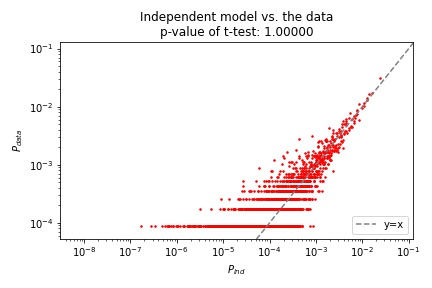 Independent model vs. the data
p-value of t-test: 1.00000
10⁻¹
10⁻²
10⁻³
10⁻⁴
P_data
10⁻⁸ 10⁻⁷ 10⁻⁶ 10⁻⁵ 10⁻⁴ 10⁻³ 10⁻² 10⁻¹
P_ind
y=x